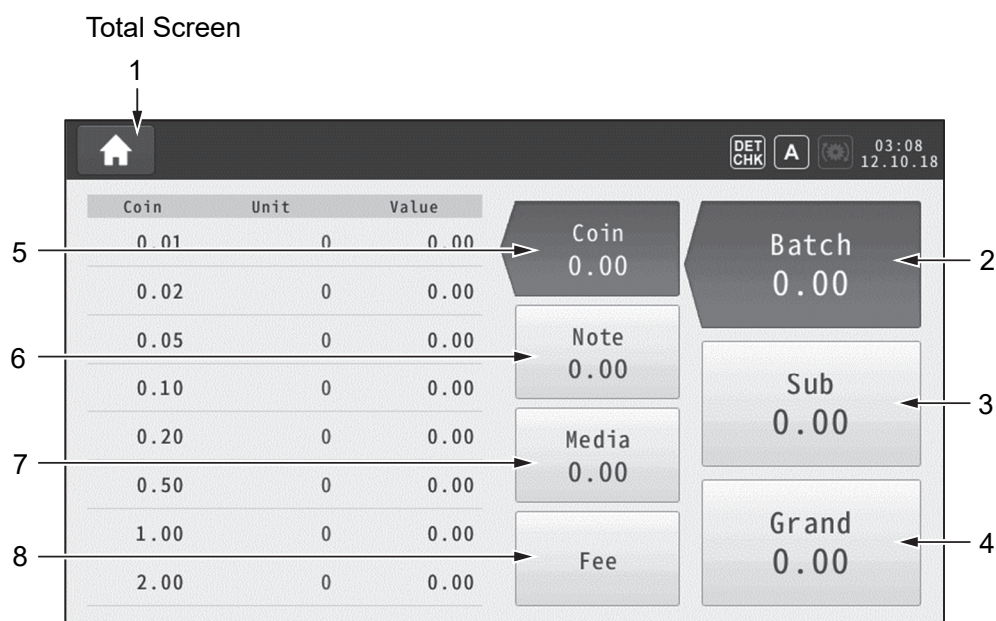 Total Screen
1
DET CHK A 03:08
12.10.18
Coin Unit Value
0.01 0 0.00
0.02 0 0.00
0.05 0 0.00
0.10 0 0.00
0.20 0 0.00
0.50 0 0.00
1.00 0 0.00
2.00 0 0.00
5
Coin
0.00
6
Note
0.00
7
Media
0.00
8
Fee
Batch
0.00
2
Sub
0.00
3
Grand
0.00
4